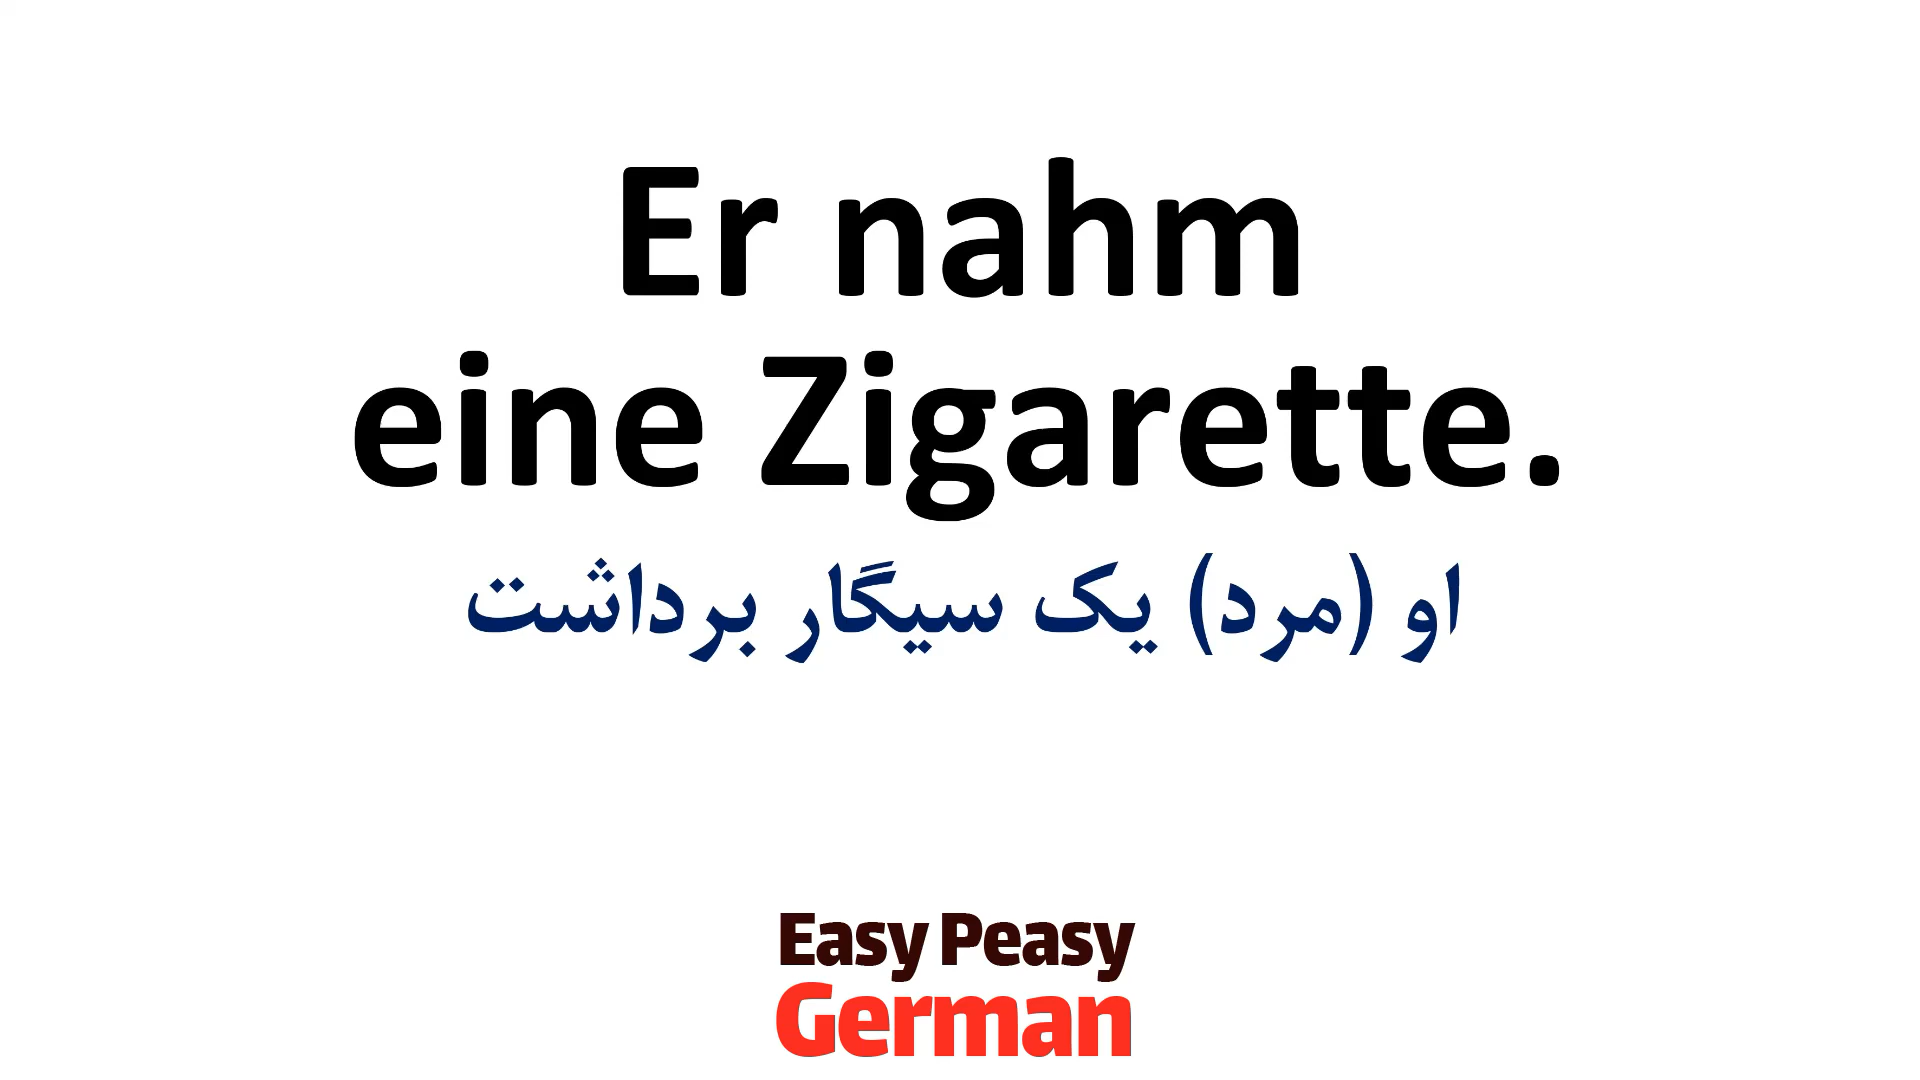 Er nahm
eine Zigarette.
او (مرد) یک سیگار برداشت
Easy Peasy
German